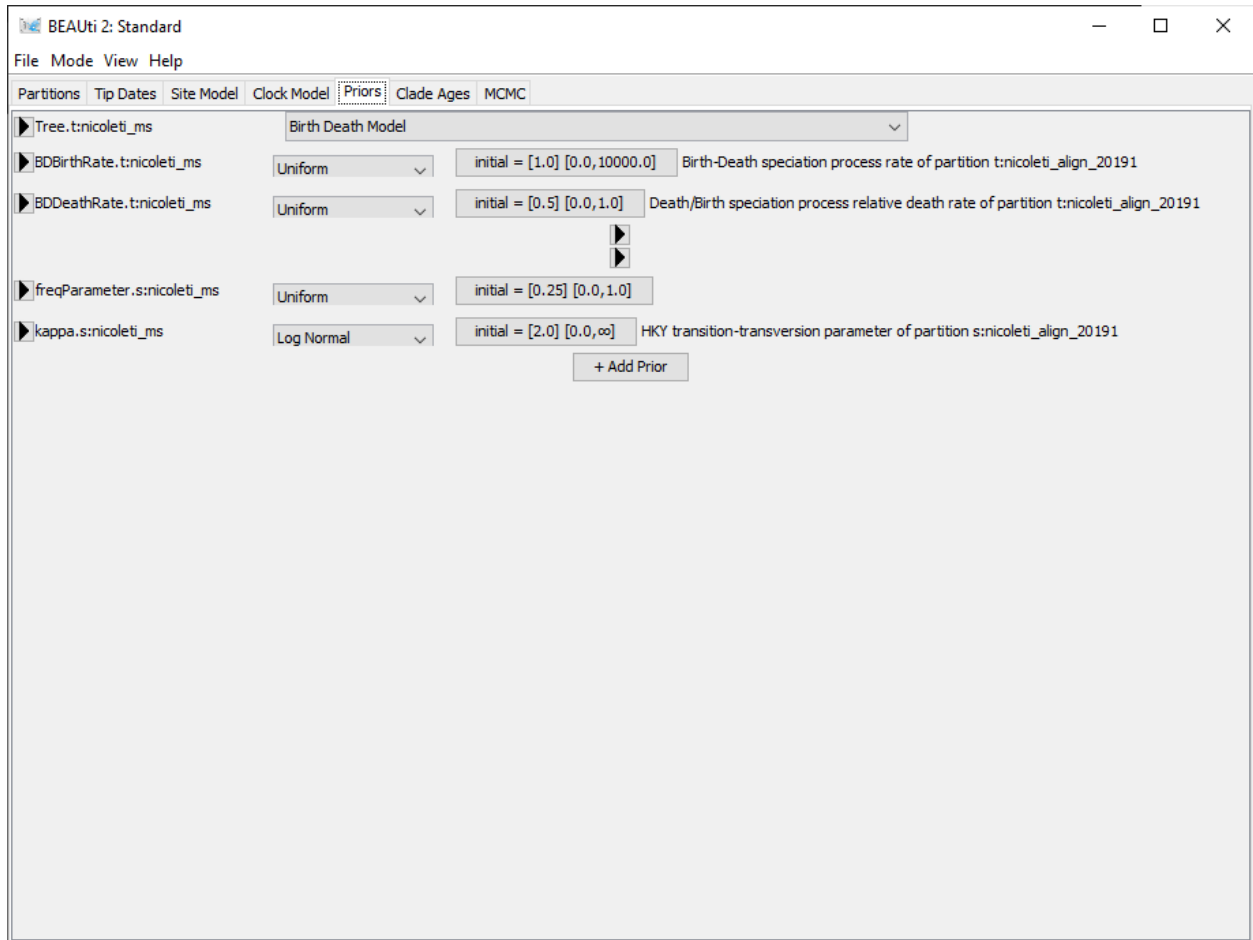 BEAUti 2: Standard
File Mode View Help
Partitions Tip Dates Site Model Clock Model Priors Clade Ages MCMC
Tree.t:nicoleti_ms Birth Death Model
BDBirthRate.t:nicoleti_ms Uniform initial = [1.0] [0.0,10000.0] Birth-Death speciation process rate of partition t:nicoleti_align_20191
BDDeathRate.t:nicoleti_ms Uniform initial = [0.5] [0.0,1.0] Death/Birth speciation process relative death rate of partition t:nicoleti_align_20191
freqParameter.s:nicoleti_ms Uniform initial = [0.25] [0.0,1.0]
kappa.s:nicoleti_ms Log Normal initial = [2.0] [0.0,∞] HKY transition-transversion parameter of partition s:nicoleti_align_20191
+ Add Prior